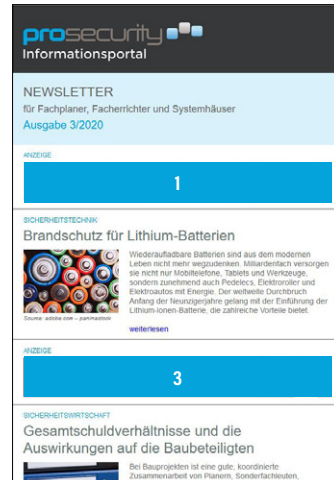 prosecurity
Informationsportal
NEWSLETTER
für Fachplaner, Facherrichter und Systemhäuser
Ausgabe 3/2020
ANZEIGE
1
SICHERHEITSTECHNIK
Brandschutz für Lithium-Batterien
Wiederaufladbare Batterien sind aus dem modernen
Leben nicht mehr wegzudenken. Milliardenfach versorgen
sie nicht nur Mobiltelefone, Tablets und Werkzeuge,
sondern zunehmend auch Pedelecs, Elektroroller und
Elektroautos mit Energie. Der weltweite Durchbruch
Anfang der Neunzigerjahre gelang mit der Einführung der
Lithium-Ionen-Batterie, die zahlreiche Vorteile bietet.
Source: adobe.com –
weiterlesen
ANZEIGE
3
SICHERHEITSWIRTSCHAFT
Gesamtschuldverhältnisse und die
Auswirkungen auf die Baubeteiligten
Bei Bauprojekten ist eine gute, koordinierte
Zusammenarbeit von Planern, Sonderfachleuten,